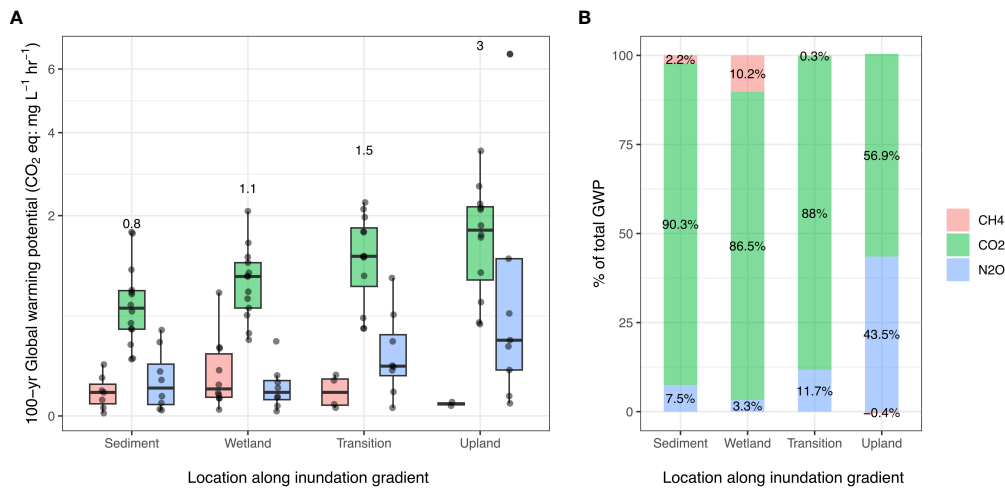 A
B
100−yr Global warming potential (CO2 eq: mg L−1 hr−1)
6
4
2
0
0.8
1.1
1.5
3
Sediment
Wetland
Transition
Upland
Location along inundation gradient
% of total GWP
100
75
50
25
0
2.2%
10.2%
0.3%
56.9%
90.3%
86.5%
88%
43.5%
7.5%
3.3%
11.7%
−0.4%
Sediment
Wetland
Transition
Upland
Location along inundation gradient
CH4
CO2
N2O